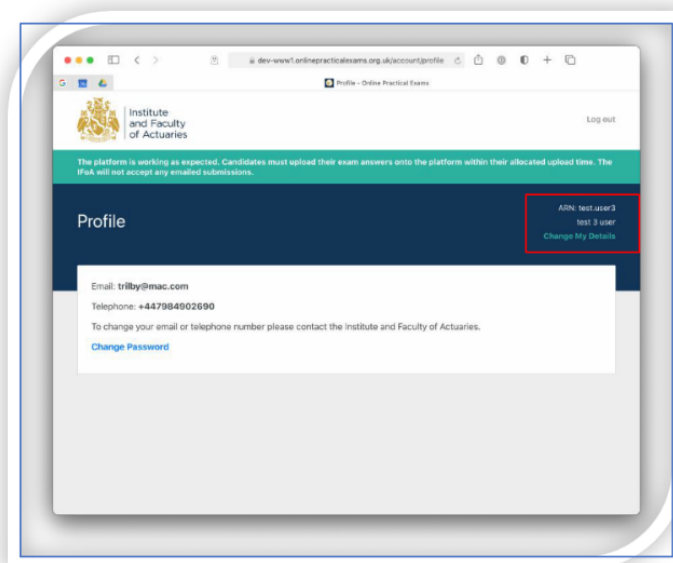 dev-www1.onlinepracticalexams.org.uk/account/profile
Profile – Online Practical Exams
Institute
and Faculty
of Actuaries
Log out
The platform is working as expected. Candidates must upload their exam answers onto the platform within their allocated upload time. The
IFoA will not accept any emailed submissions.
Profile
ARN: test.user3
test 3 user
Change My Details
Email: trilby@mac.com
Telephone: +447984902690
To change your email or telephone number please contact the Institute and Faculty of Actuaries.
Change Password